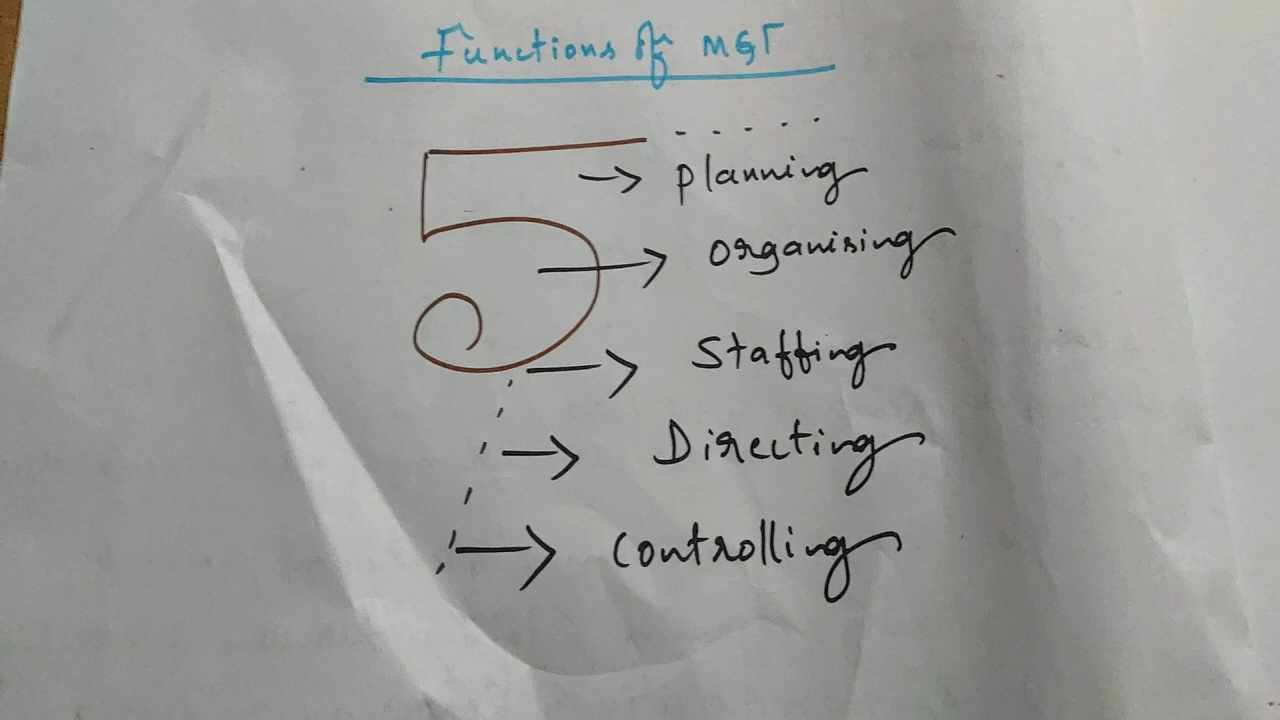 Functions of MGT
5
→ planning
→ organising
→ Staffing
→ Directing
→ controlling